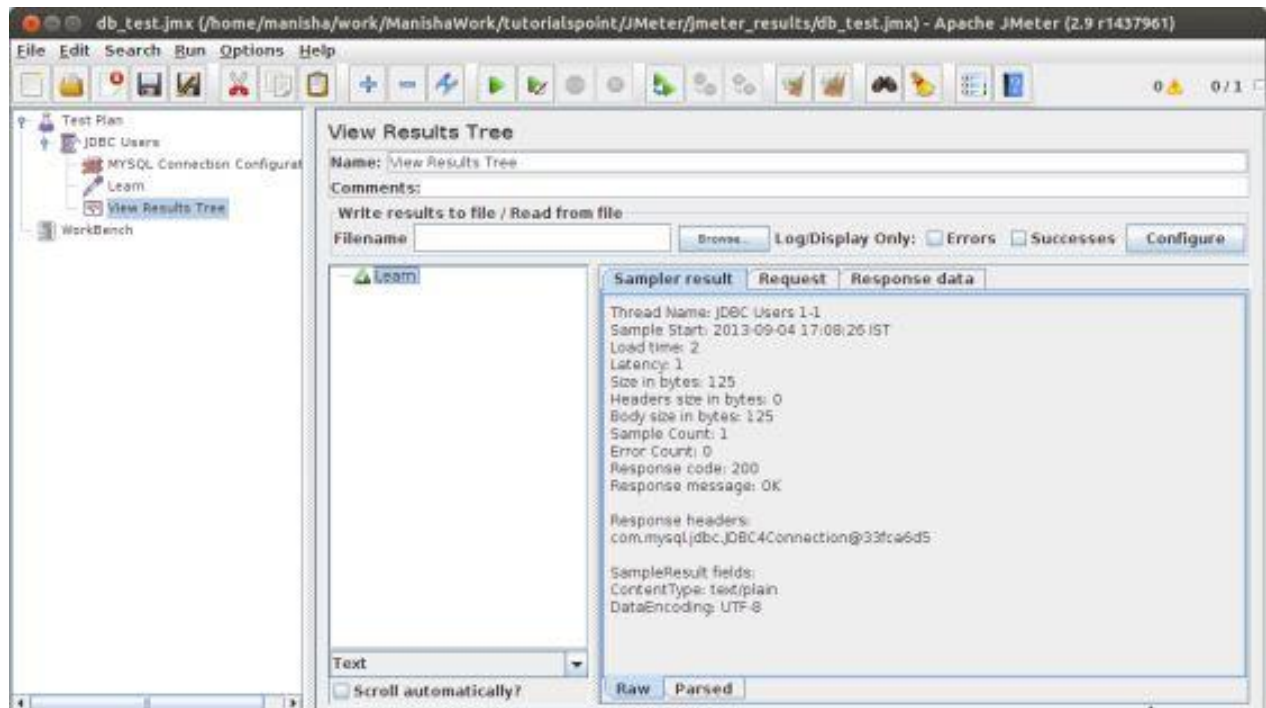 db_test.jmx (/home/manisha/work/ManishaWork/tutorialspoint/JMeter/jmeter_results/db_test.jmx) - Apache JMeter (2.9 r1437961)
File Edit Search Run Options Help
0 0/1
Test Plan
JDBC Users
MYSQL Connection Configurat
Learn
View Results Tree
WorkBench
View Results Tree
Name: View Results Tree
Comments:
Write results to file / Read from file
Filename Browse... Log/Display Only: Errors Successes Configure
Learn
Sampler result Request Response data
Thread Name: JDBC Users 1-1
Sample Start: 2013-09-04 17:08:26 IST
Load time: 2
Latency: 1
Size in bytes: 125
Headers size in bytes: 0
Body size in bytes: 125
Sample Count: 1
Error Count: 0
Response code: 200
Response message: OK
Response headers:
com.mysql.jdbc.JDBC4Connection@33fca6d5
SampleResult fields:
ContentType: text/plain
DataEncoding: UTF-8
Text
Scroll automatically?
Raw Parsed